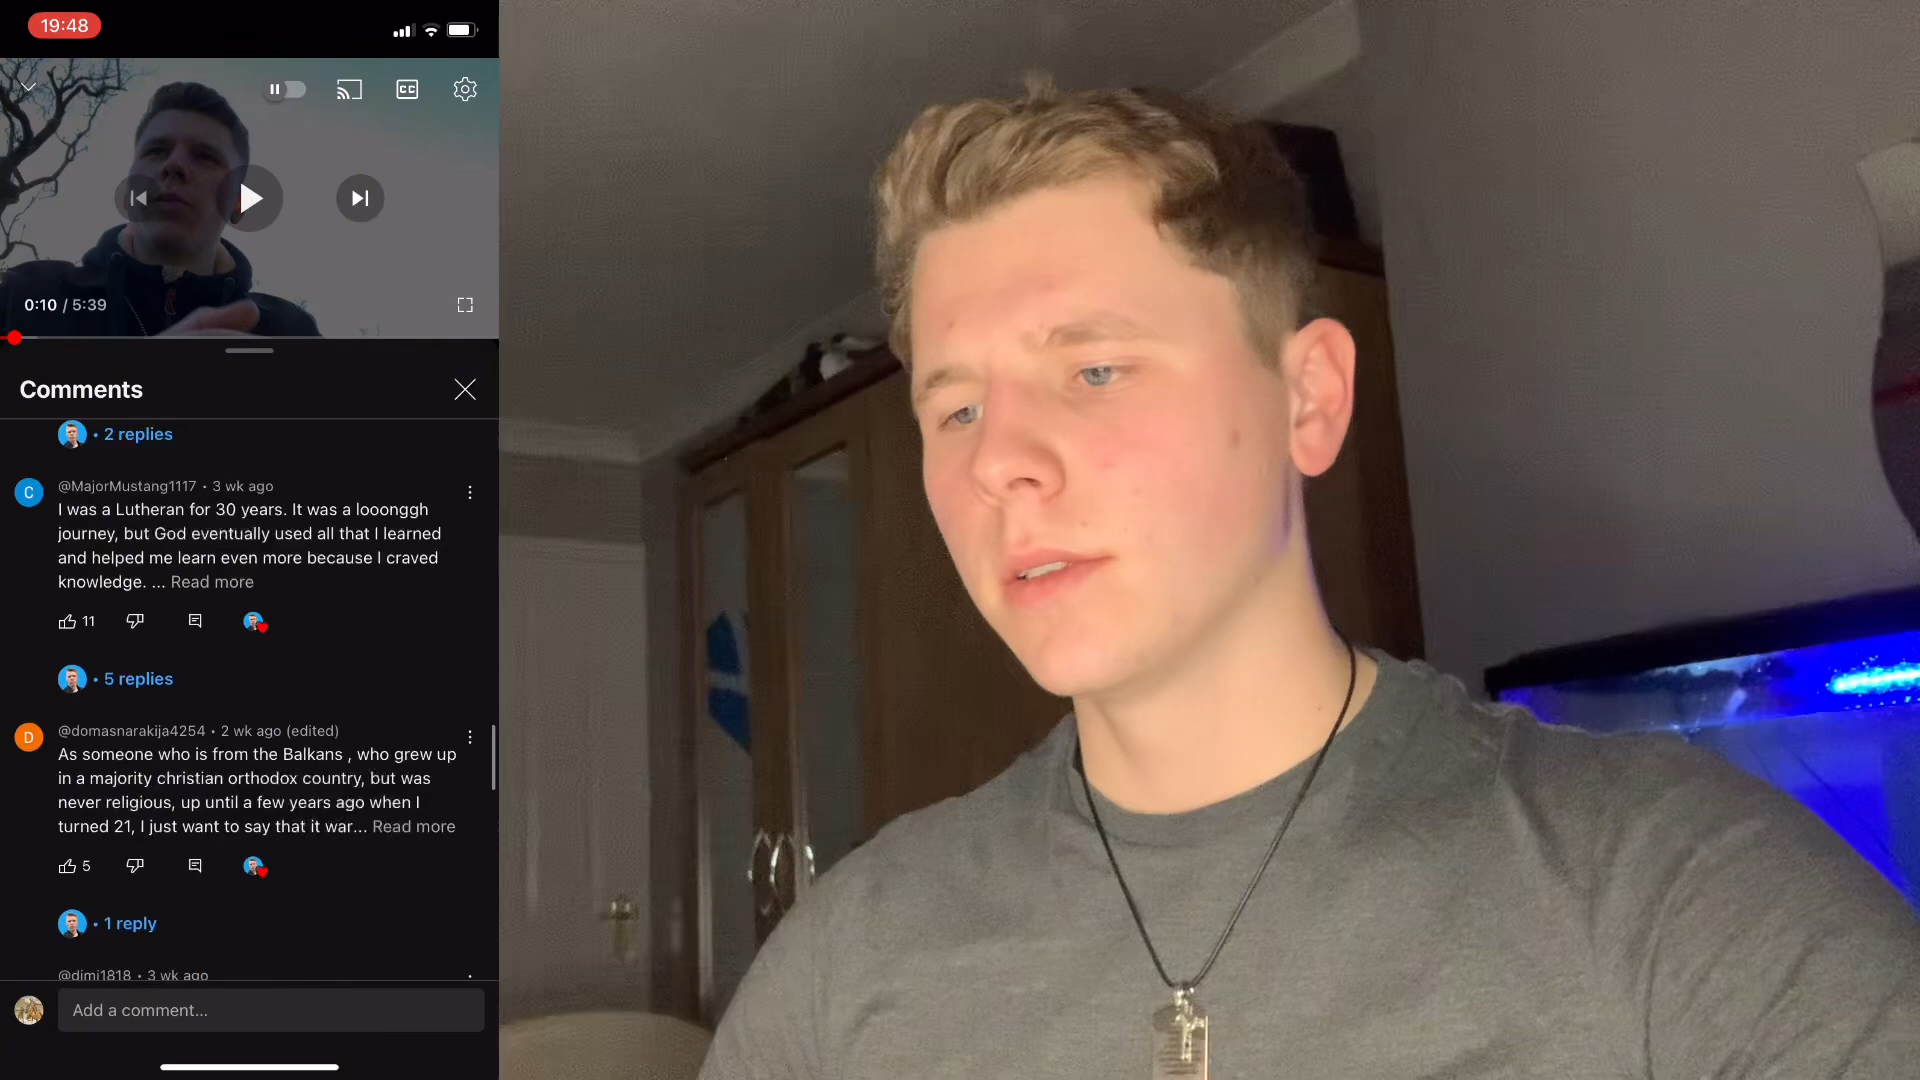 19:48
CC
0:10 / 5:39
Comments
• 2 replies
C
@MajorMustang1117 • 3 wk ago
I was a Lutheran for 30 years. It was a looonggh
journey, but God eventually used all that I learned
and helped me learn even more because I craved
knowledge. ... Read more
11
• 5 replies
D
@domasnarakija4254 • 2 wk ago (edited)
As someone who is from the Balkans , who grew up
in a majority christian orthodox country, but was
never religious, up until a few years ago when I
turned 21, I just want to say that it war... Read more
5
• 1 reply
@dimi1818 • 3 wk ago
Add a comment...